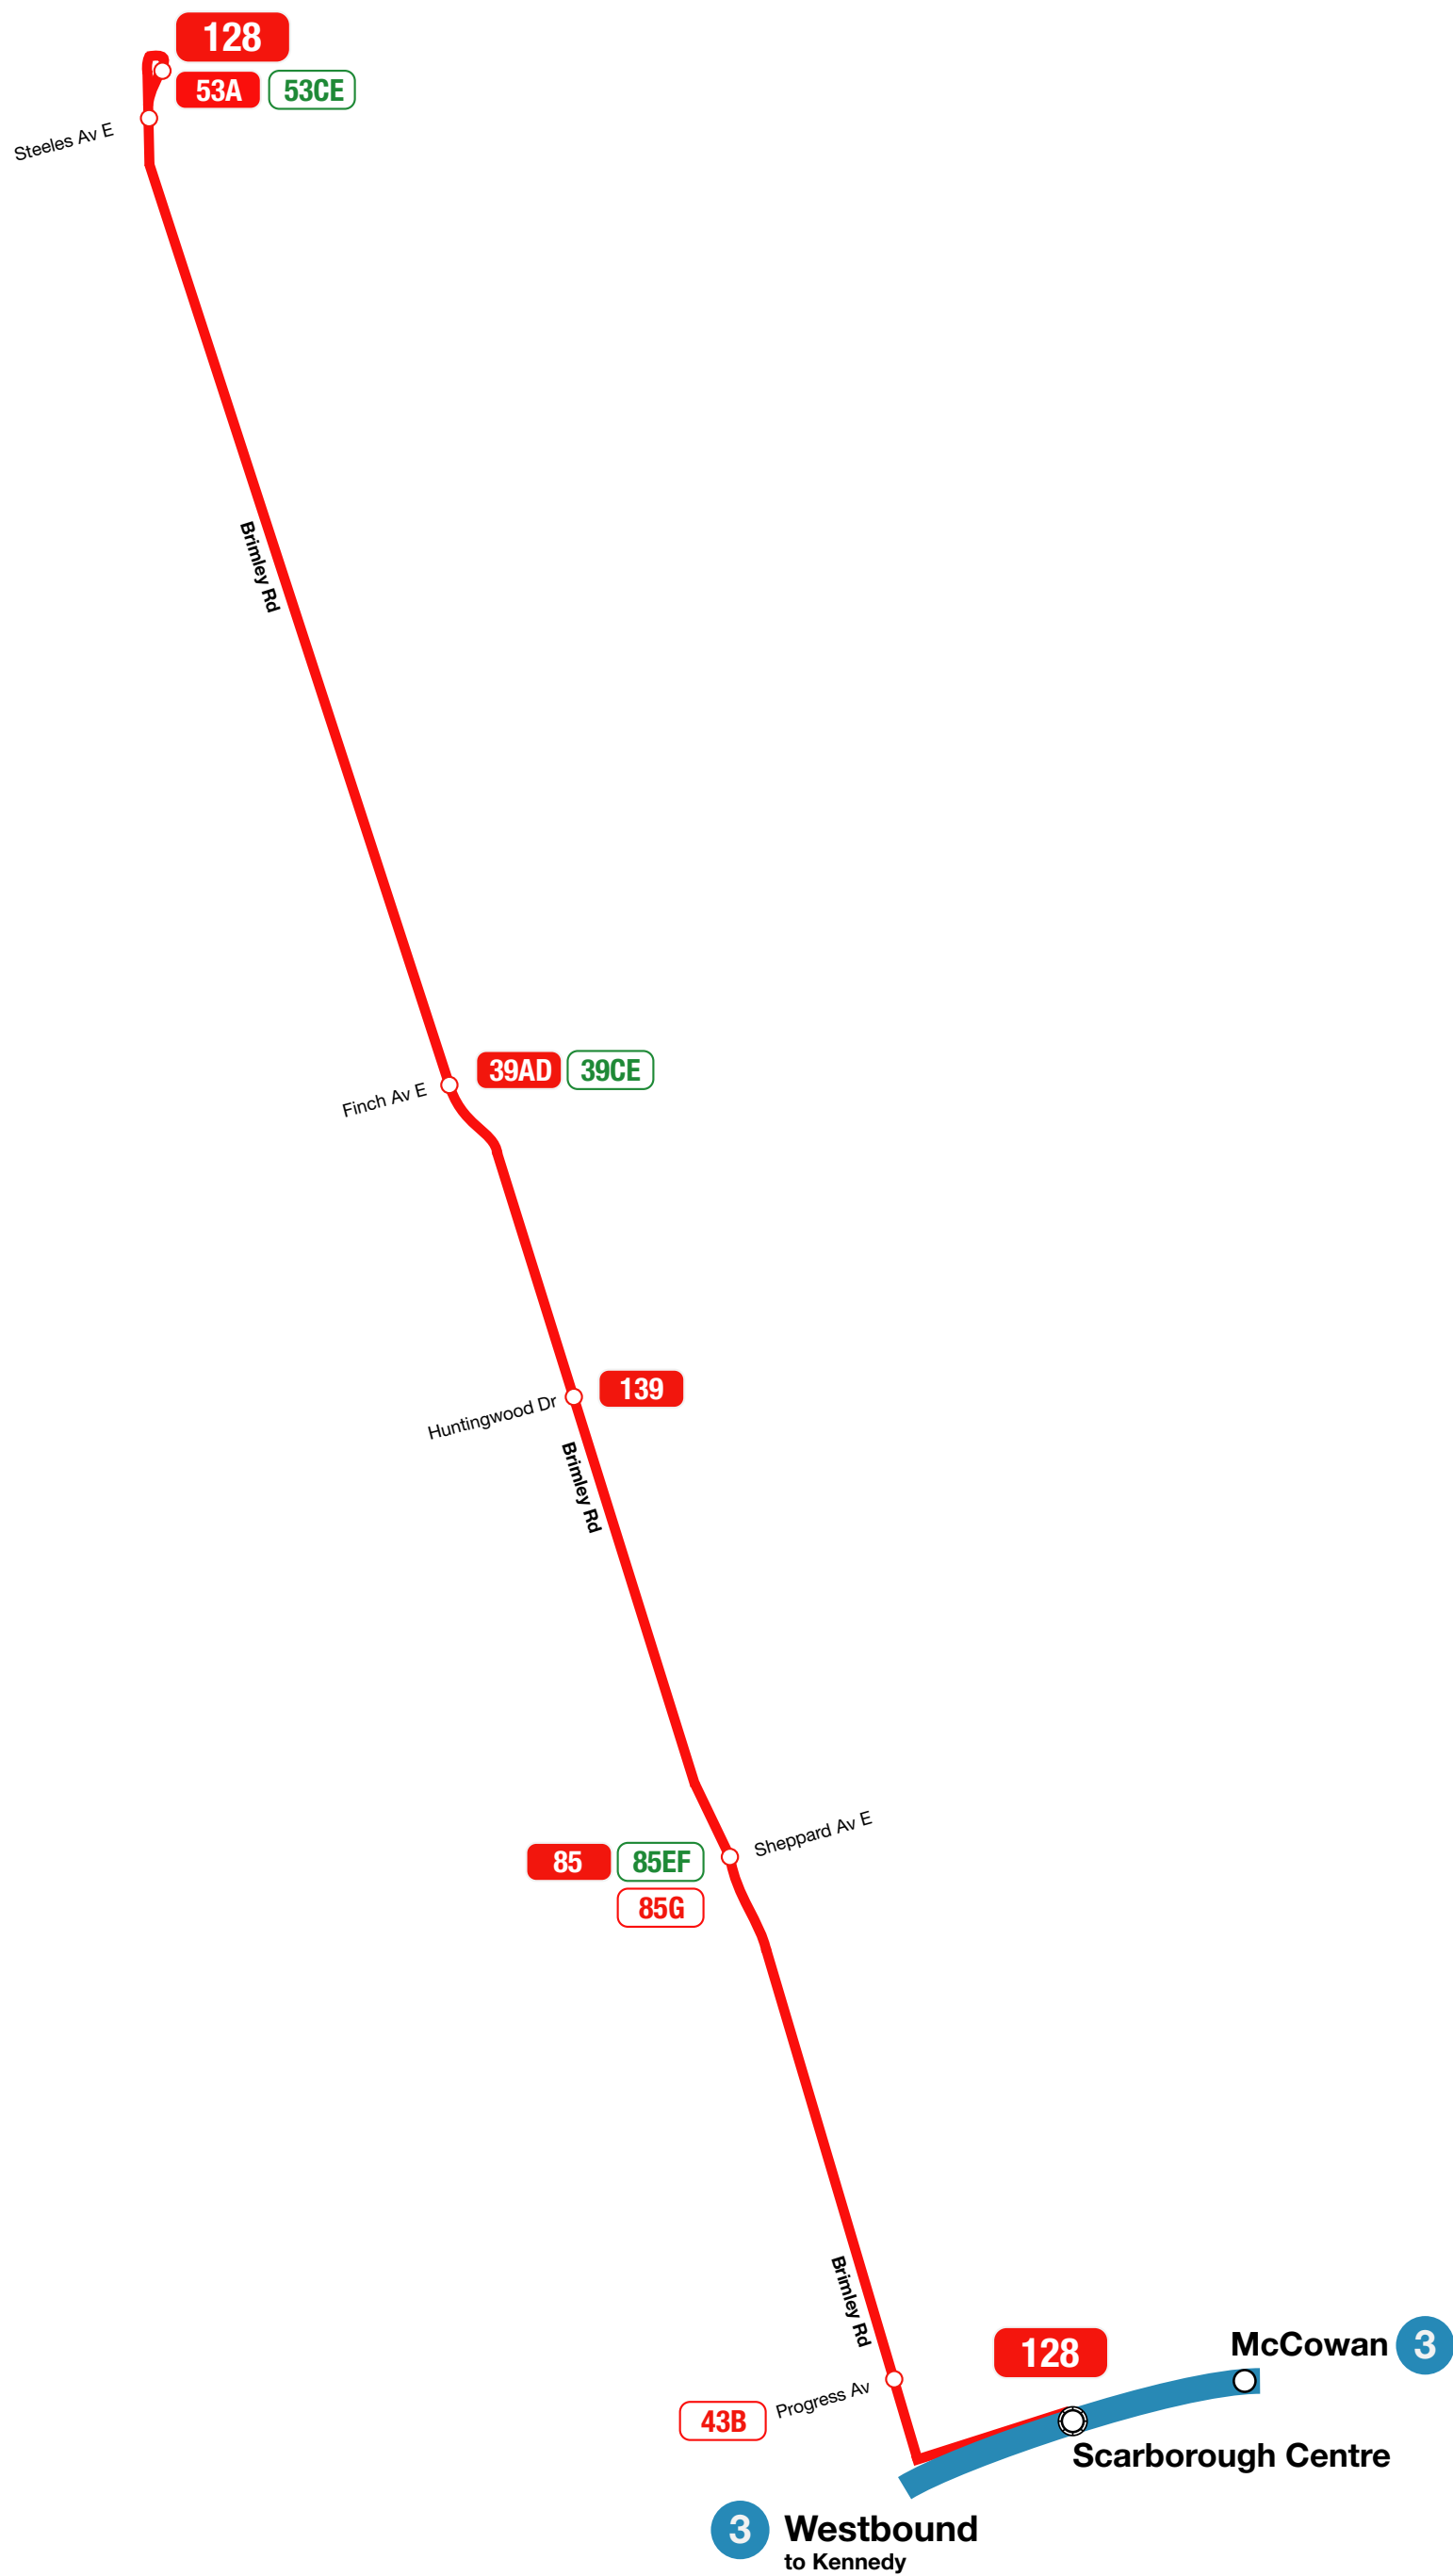 128
53A 53CE
Steeles Av E
Brimley Rd
39AD 39CE
Finch Av E
139
Huntingwood Dr
Brimley Rd
Sheppard Av E
85 85EF
85G
Brimley Rd
128
McCowan 3
Progress Av
43B
Scarborough Centre
3 Westbound
to Kennedy